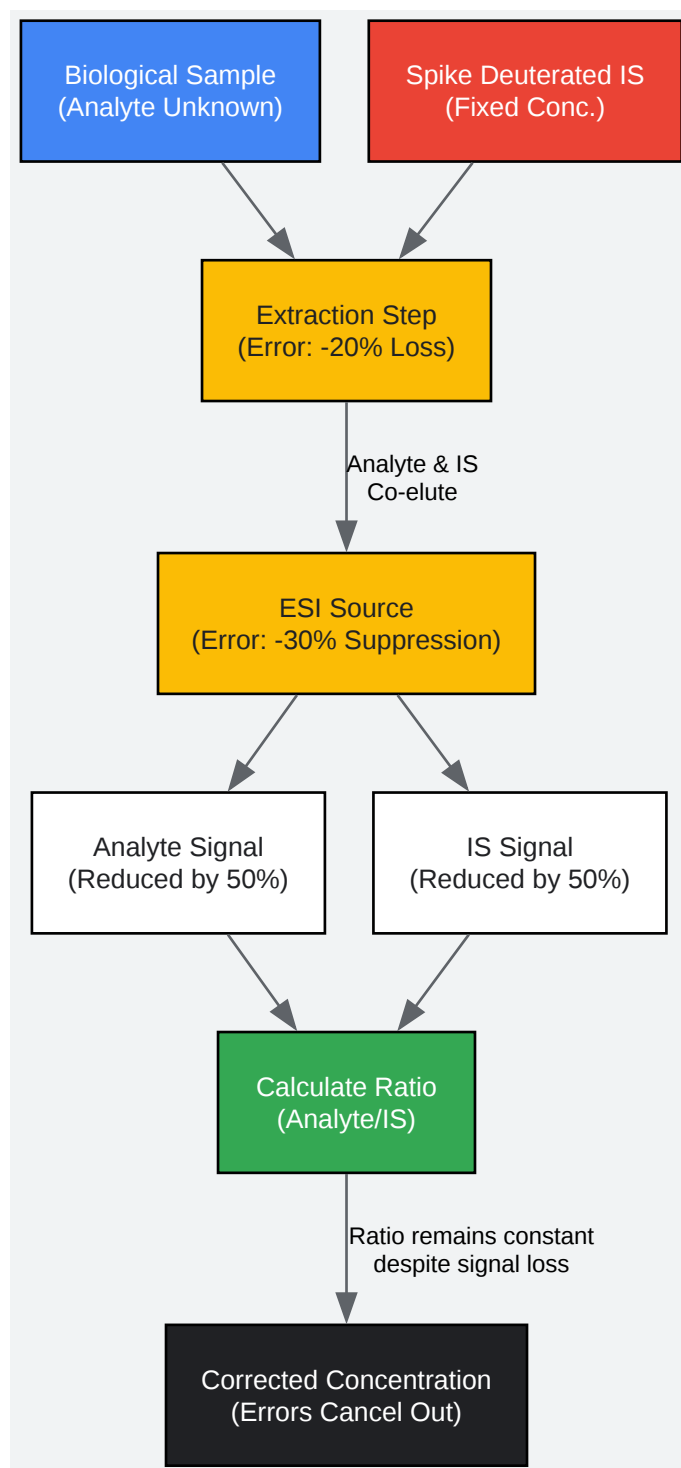 Biological Sample
(Analyte Unknown)
Spike Deuterated IS
(Fixed Conc.)
Extraction Step
(Error: -20% Loss)
Analyte & IS
Co-elute
ESI Source
(Error: -30% Suppression)
Analyte Signal
(Reduced by 50%)
IS Signal
(Reduced by 50%)
Calculate Ratio
(Analyte/IS)
Ratio remains constant
despite signal loss
Corrected Concentration
(Errors Cancel Out)